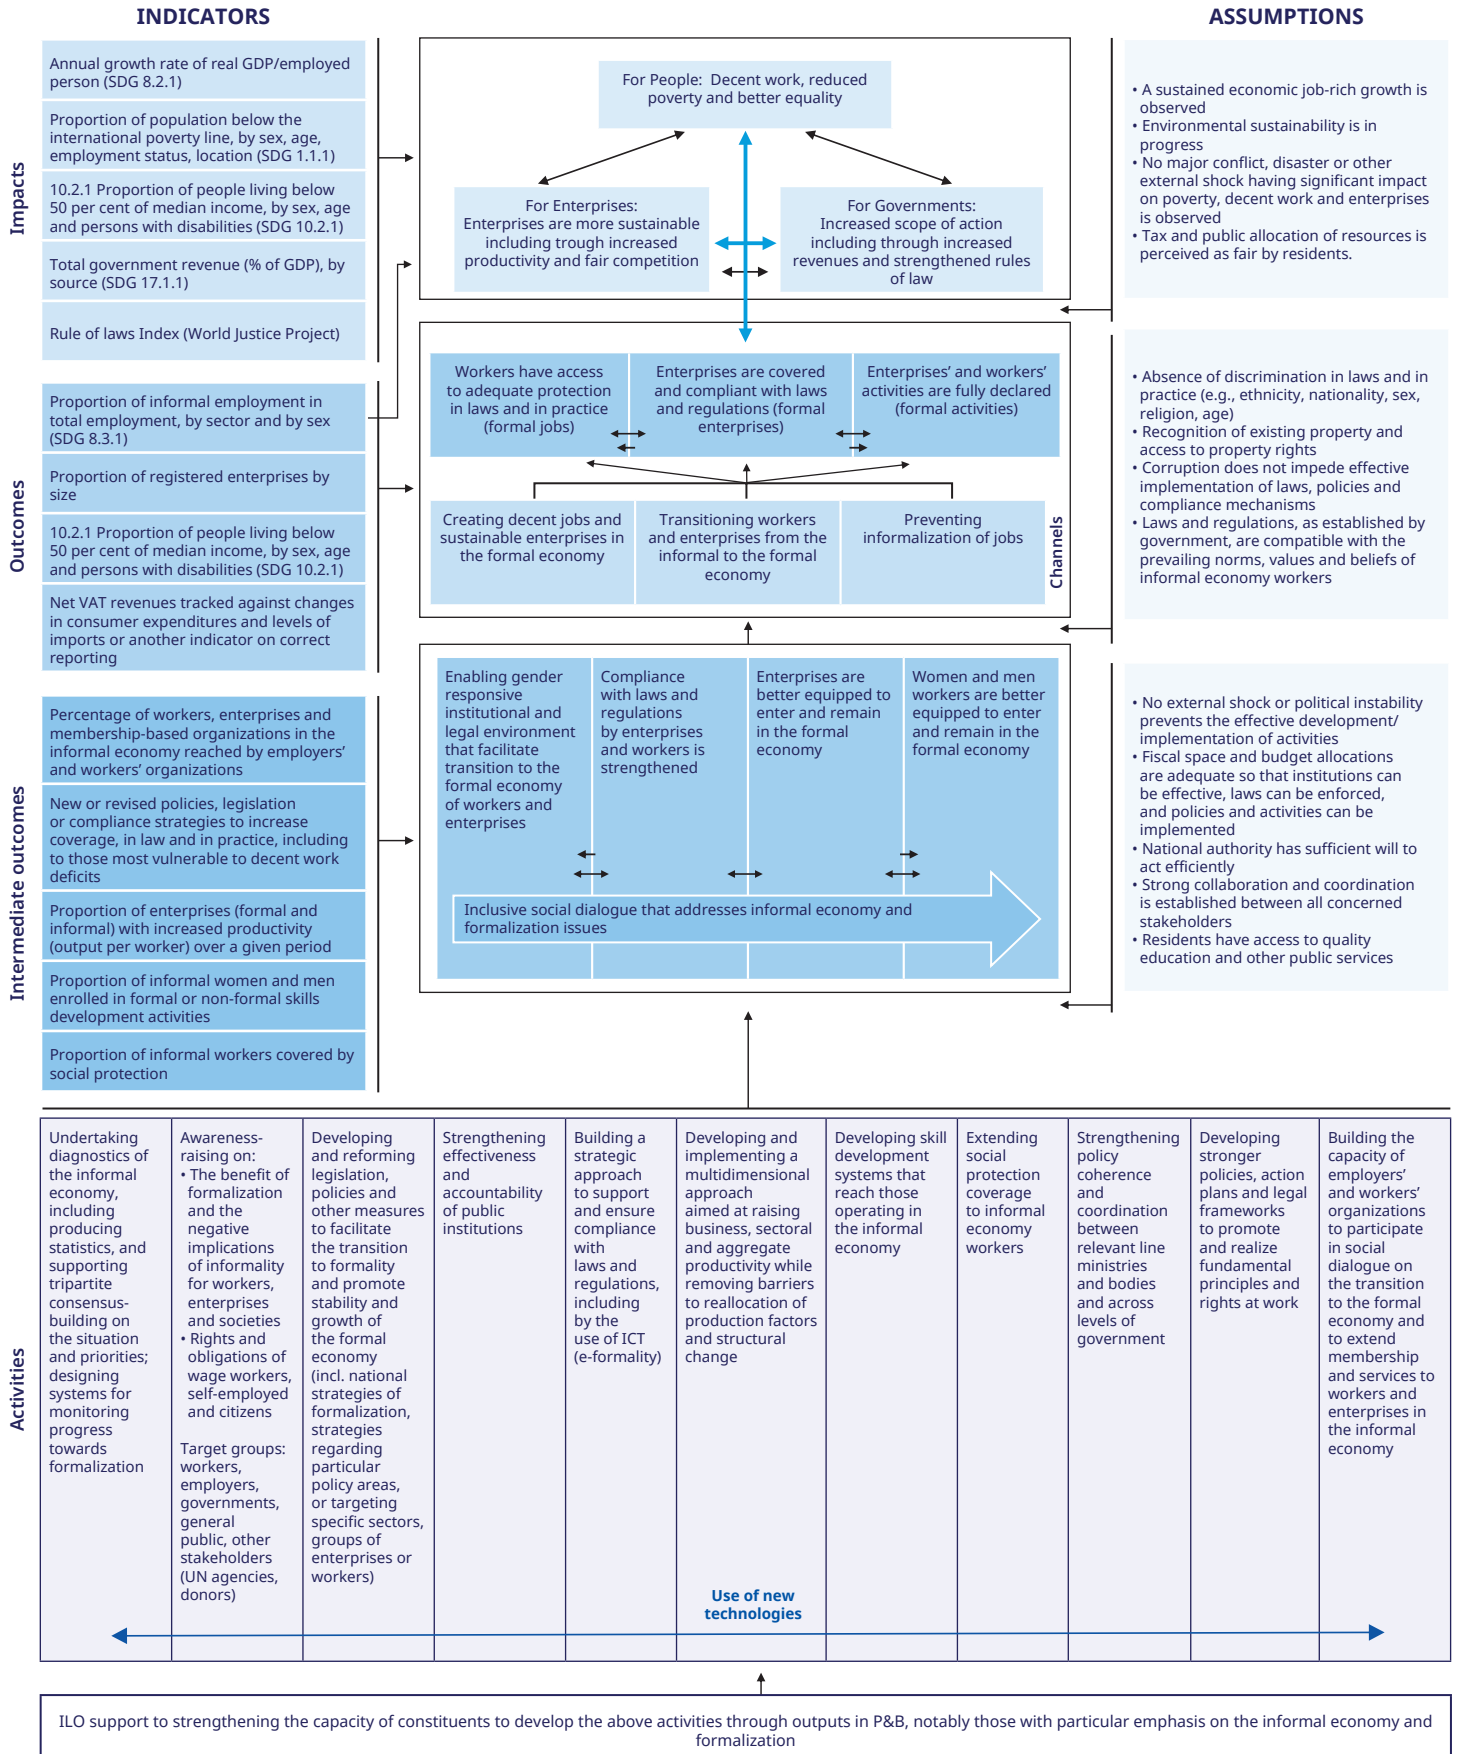 INDICATORS
ASSUMPTIONS
Impacts
Annual growth rate of real GDP/employed
person (SDG 8.2.1)
Proportion of population below the
international poverty line, by sex, age,
employment status, location (SDG 1.1.1)
10.2.1 Proportion of people living below
50 per cent of median income, by sex, age
and persons with disabilities (SDG 10.2.1)
Total government revenue (% of GDP), by
source (SDG 17.1.1)
Rule of laws Index (World Justice Project)
For People:  Decent work, reduced
poverty and better equality
For Enterprises:
Enterprises are more sustainable
including trough increased
productivity and fair competition
For Governments:
Increased scope of action
including through increased
revenues and strengthened rules
of law
• A sustained economic job-rich growth is
observed
• Environmental sustainability is in
progress
• No major conflict, disaster or other
external shock having significant impact
on poverty, decent work and enterprises
is observed
• Tax and public allocation of resources is
perceived as fair by residents.
Outcomes
Proportion of informal employment in
total employment, by sector and by sex
(SDG 8.3.1)
Proportion of registered enterprises by
size
10.2.1 Proportion of people living below
50 per cent of median income, by sex, age
and persons with disabilities (SDG 10.2.1)
Net VAT revenues tracked against changes
in consumer expenditures and levels of
imports or another indicator on correct
reporting
Workers have access
to adequate protection
in laws and in practice
(formal jobs)
Enterprises are covered
and compliant with laws
and regulations (formal
enterprises)
Enterprises’ and workers’
activities are fully declared
(formal activities)
Creating decent jobs and
sustainable enterprises in
the formal economy
Transitioning workers
and enterprises from the
informal to the formal
economy
Preventing
informalization of jobs
Channels
• Absence of discrimination in laws and in
practice (e.g., ethnicity, nationality, sex,
religion, age)
• Recognition of existing property and
access to property rights
• Corruption does not impede effective
implementation of laws, policies and
compliance mechanisms
• Laws and regulations, as established by
government, are compatible with the
prevailing norms, values and beliefs of
informal economy workers
Intermediate outcomes
Percentage of workers, enterprises and
membership-based organizations in the
informal economy reached by employers’
and workers’ organizations
New or revised policies, legislation
or compliance strategies to increase
coverage, in law and in practice, including
to those most vulnerable to decent work
deficits
Proportion of enterprises (formal and
informal) with increased productivity
(output per worker) over a given period
Proportion of informal women and men
enrolled in formal or non-formal skills
development activities
Proportion of informal workers covered by
social protection
Enabling gender
responsive
institutional and
legal environment
that facilitate
transition to the
formal economy
of workers and
enterprises
Compliance
with laws and
regulations
by enterprises
and workers is
strengthened
Enterprises are
better equipped to
enter and remain
in the formal
economy
Women and men
workers are better
equipped to enter
and remain in the
formal economy
Inclusive social dialogue that addresses informal economy and
formalization issues
• No external shock or political instability
prevents the effective development/
implementation of activities
• Fiscal space and budget allocations
are adequate so that institutions can
be effective, laws can be enforced,
and policies and activities can be
implemented
• National authority has sufficient will to
act efficiently
• Strong collaboration and coordination
is established between all concerned
stakeholders
• Residents have access to quality
education and other public services
Activities
Undertaking
diagnostics of
the informal
economy,
including
producing
statistics, and
supporting
tripartite
consensus-
building on
the situation
and priorities;
designing
systems for
monitoring
progress
towards
formalization
Awareness-
raising on:
• The benefit of
formalization
and the
negative
implications
of informality
for workers,
enterprises
and societies
• Rights and
obligations of
wage workers,
self-employed
and citizens
Target groups:
workers,
employers,
governments,
general
public, other
stakeholders
(UN agencies,
donors)
Developing
and reforming
legislation,
policies and
other measures
to facilitate
the transition
to formality
and promote
stability and
growth of
the formal
economy
(incl. national
strategies of
formalization,
strategies
regarding
particular
policy areas,
or targeting
specific sectors,
groups of
enterprises or
workers)
Strengthening
effectiveness
and
accountability
of public
institutions
Building a
strategic
approach
to support
and ensure
compliance
with
laws and
regulations,
including
by the
use of ICT
(e-formality)
Developing and
implementing a
multidimensional
approach
aimed at raising
business, sectoral
and aggregate
productivity while
removing barriers
to reallocation of
production factors
and structural
change
Developing skill
development
systems that
reach those
operating in
the informal
economy
Extending
social
protection
coverage
to informal
economy
workers
Strengthening
policy
coherence
and
coordination
between
relevant line
ministries
and bodies
and across
levels of
government
Developing
stronger
policies, action
plans and legal
frameworks
to promote
and realize
fundamental
principles and
rights at work
Building the
capacity of
employers’
and workers’
organizations
to participate
in social
dialogue on
the transition
to the formal
economy and
to extend
membership
and services to
workers and
enterprises in
the informal
economy
Use of new
technologies
ILO support to strengthening the capacity of constituents to develop the above activities through outputs in P&B, notably those with particular emphasis on the informal economy and
formalization